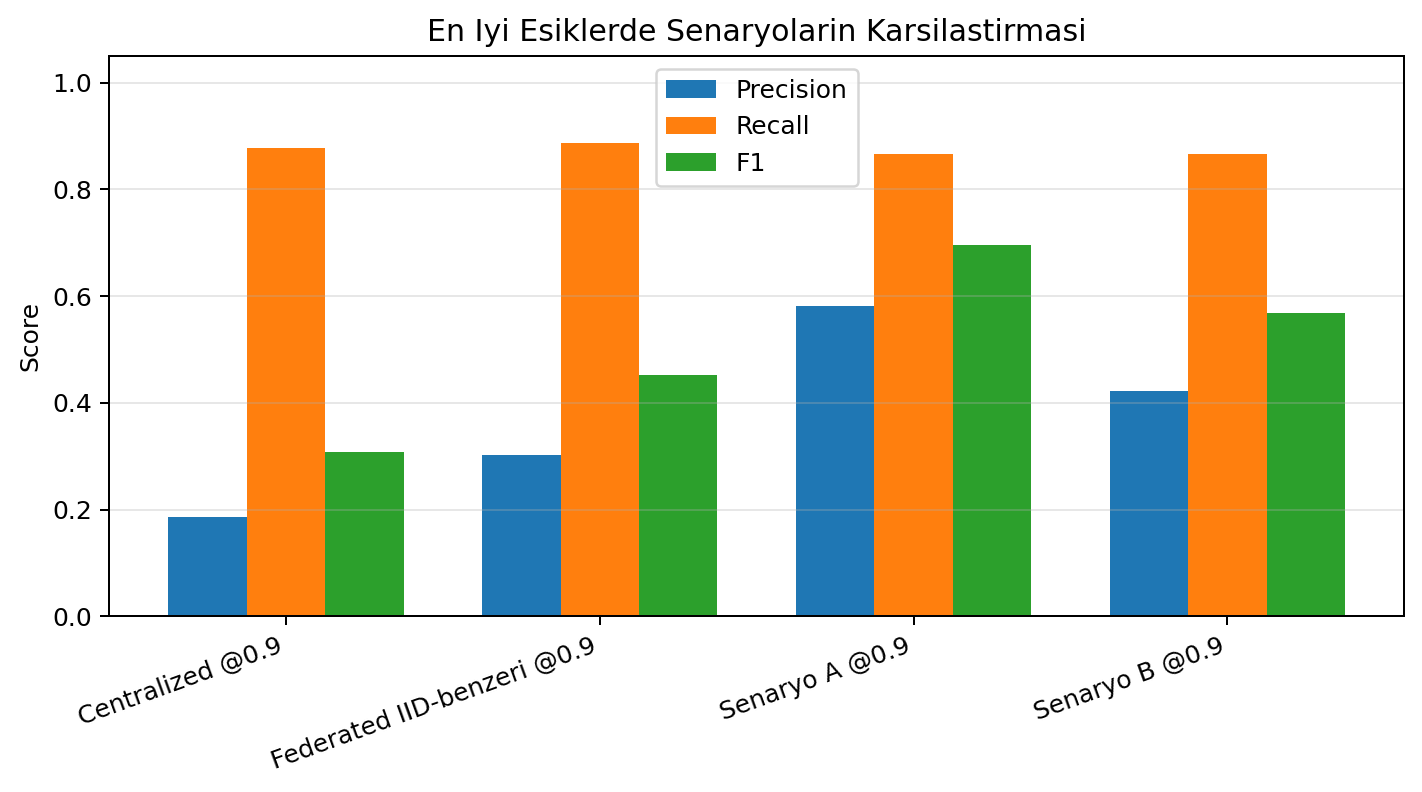 En Iyi Esiklerde Senaryolarin Karsilastirmasi
Precision
Recall
F1
Score
1.0
0.8
0.6
0.4
0.2
0.0
Centralized @0.9
Federated IID-benzeri @0.9
Senaryo A @0.9
Senaryo B @0.9